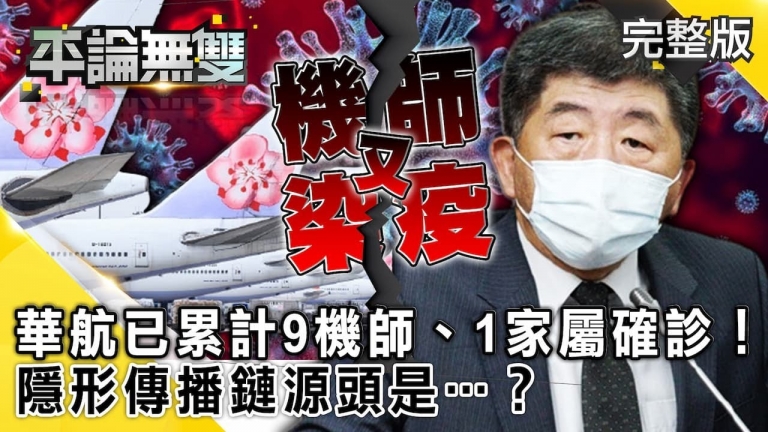 平論無雙
完整版
機師
又
染疫
華航已累計9機師、1家屬確診！
隱形傳播鏈源頭是…？